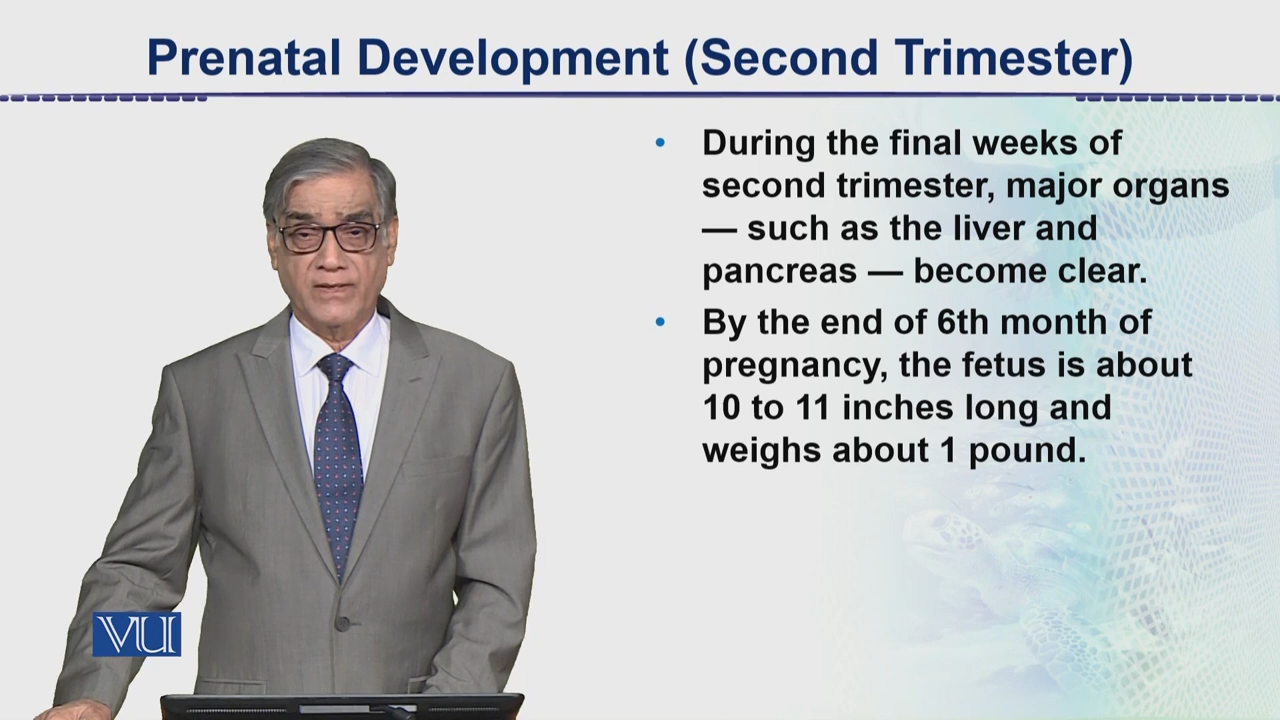 Prenatal Development (Second Trimester)
• During the final weeks of
second trimester, major organs
— such as the liver and
pancreas — become clear.
• By the end of 6th month of
pregnancy, the fetus is about
10 to 11 inches long and
weighs about 1 pound.
VU